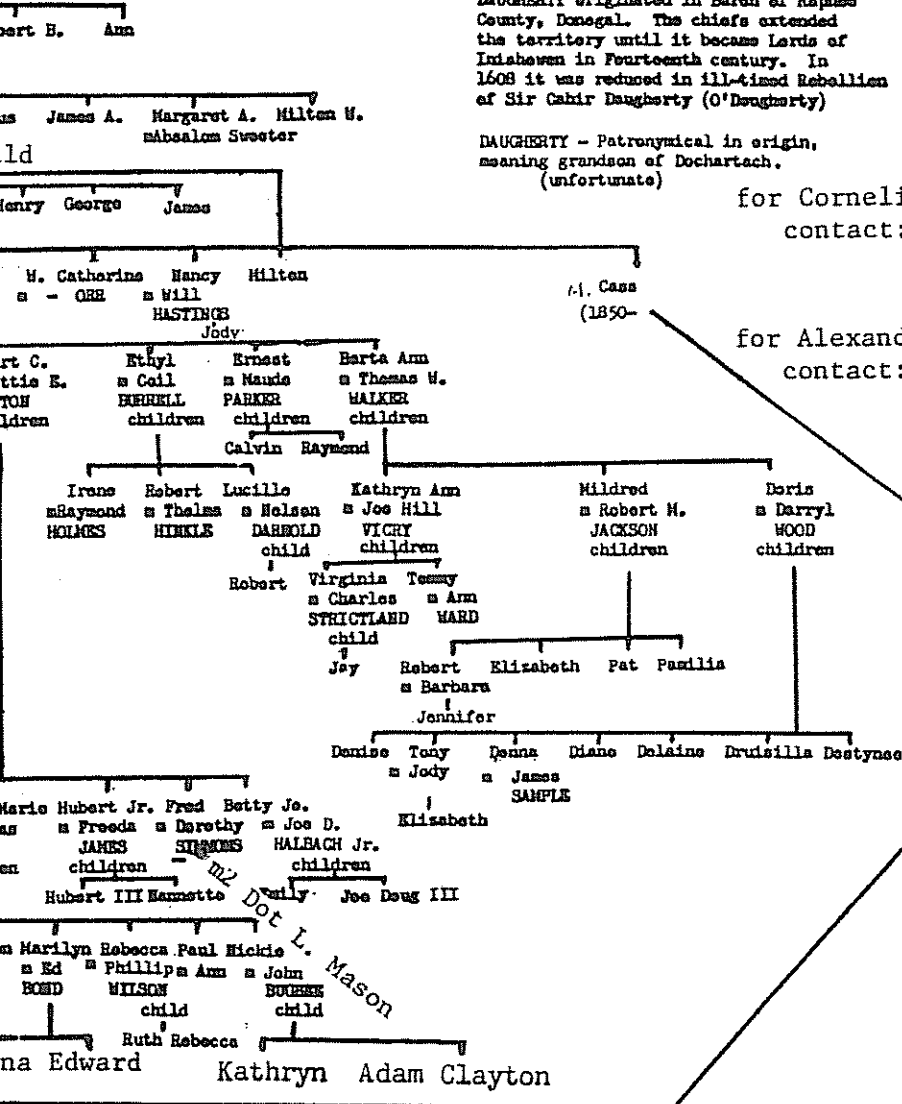 bert B. Ann
DAUGHERTY originated in Baron of Raphoe
County, Donegal. The chiefs extended
the territory until it became Lords of
Inishowen in Fourteenth century. In
1608 it was reduced in ill-timed Rebellion
of Sir Cahir Daugherty (O'Dougherty)
us James A. Margaret A. Milton W.
mAbsalom Sweeter
DAUGHERTY - Patronymical in origin,
meaning grandson of Dochartach.
(unfortunate)
ld
Henry George James
for Corneli
contact:
W. Catherine Nancy Milton
m - ORR m Will
HASTINGS
M. Cass
(1850-
Jody
for Alexand
contact:
rt C. Ethyl Ernest Barta Ann
ttie E. m Coil m Maude m Thomas W.
TON BURRELL PARKER WALKER
ldren children children children
Calvin Raymond
Irene Robert Lucille Kathryn Ann Mildred Doris
mRaymond m Thelma m Nelson m Joe Hill m Robert M. m Darryl
HOLMES HINKLE DARROLD VICRY JACKSON WOOD
child children children children
Robert Virginia Tommy
m Charles m Ann
STRICTLAND WARD
child
Jay Robert Elizabeth Pat Pamilia
m Barbara
Jennifer
Denise Tony Donna Diane Delaine Druisilla Destynee
m Jody m James
SAMPLE
Elizabeth
Marie Hubert Jr. Fred Betty Jo.
as m Freeda m Dorothy m Joe D.
JAMES SIMMONS HALBACH Jr.
en children children
m2 Dot L. Mason
Hubert III Nannette Emily Joe Doug III
n Marilyn Rebecca Paul Mickie
m Ed m Phillip m Ann m John
BOND WILSON
child child
Ruth Rebecca
na Edward Kathryn Adam Clayton